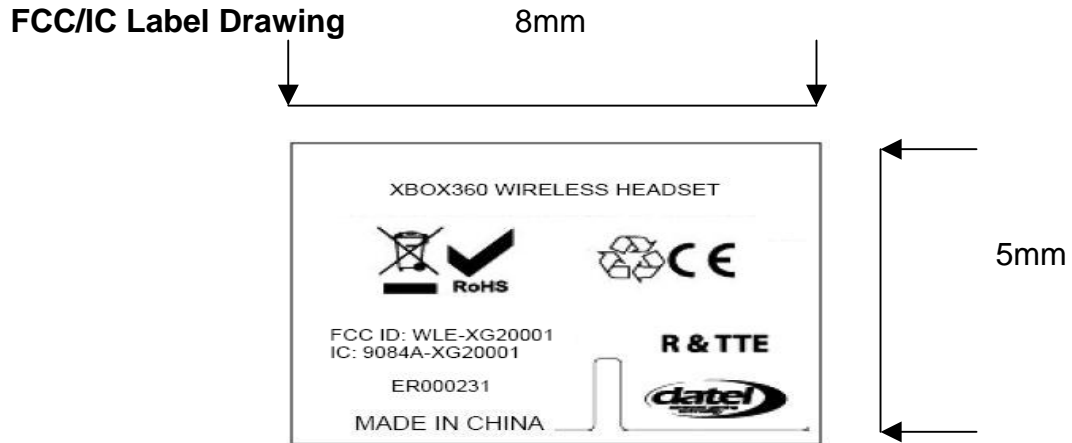 FCC/IC Label Drawing 8mm
XBOX360 WIRELESS HEADSET
RoHS
CE
5mm
FCC ID: WLE-XG20001
IC: 9084A-XG20001
R & TTE
ER000231
datel
MADE IN CHINA